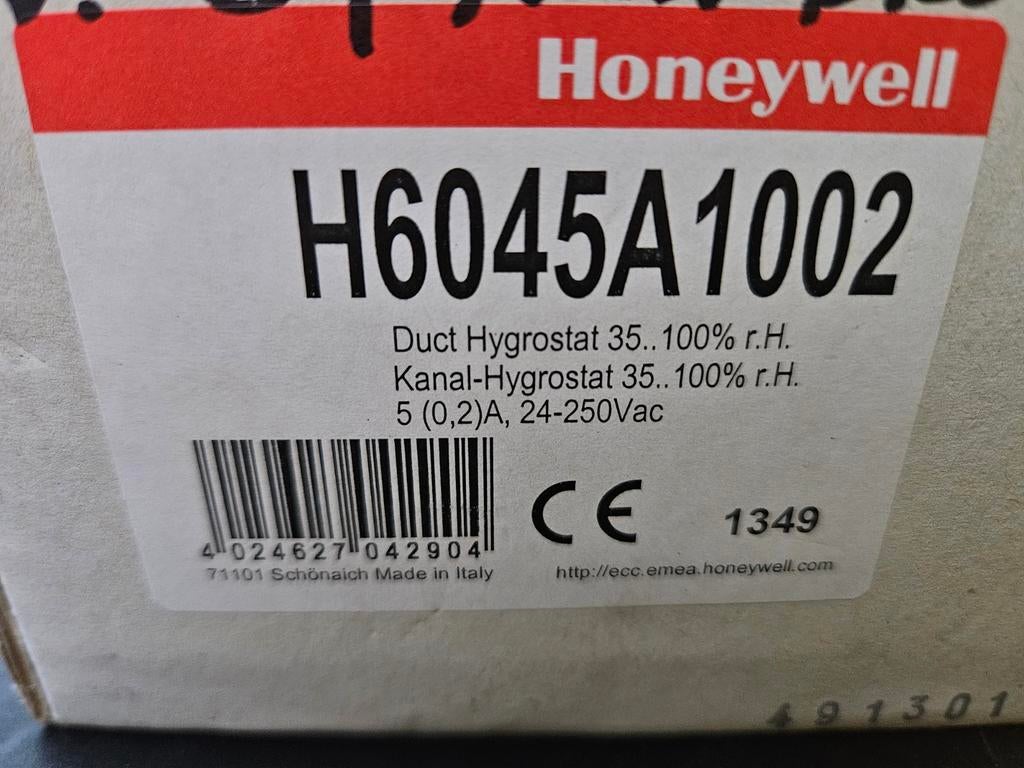 Honeywell
H6045A1002
Duct Hygrostat 35..100% r.H.
Kanal-Hygrostat 35..100% r.H.
5 (0,2)A, 24-250Vac
CE 1349
4 024627 042904
71101 Schönaich Made in Italy
http://ecc.emea.honeywell.com
491301